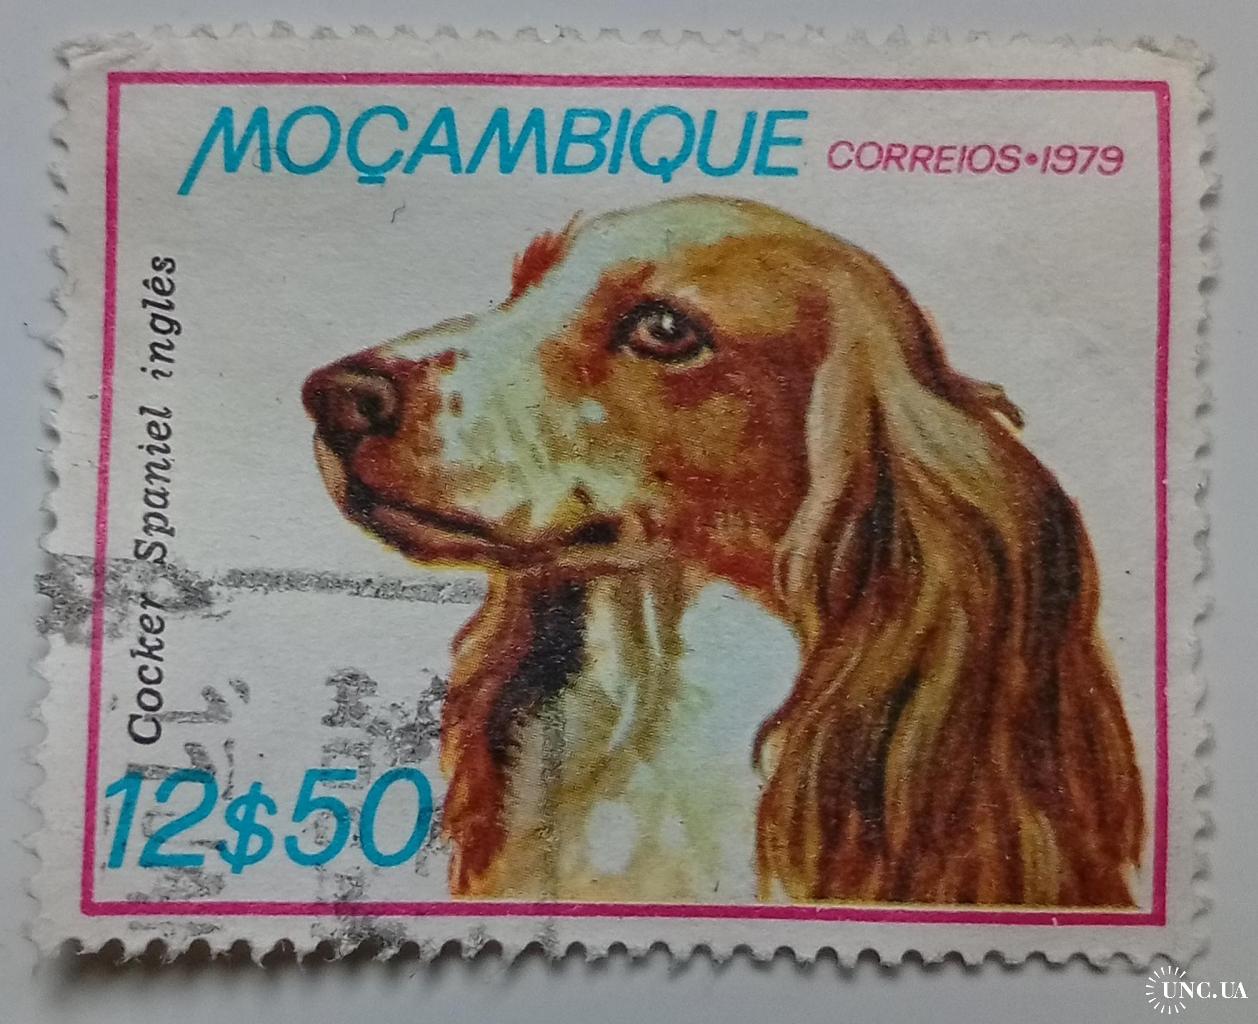 MOÇAMBIQUE
CORREIOS•1979
Cocker Spaniel inglês
12$50
UNC.UA